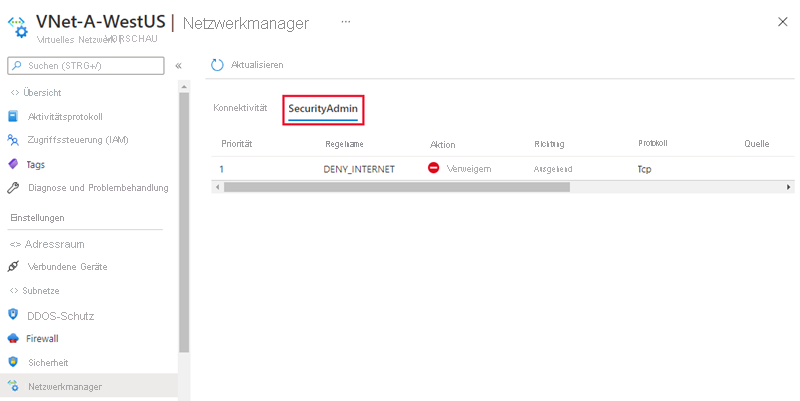 VNet-A-WestUS | Netzwerkmanager ...
Virtuelles Netzwerk | VORSCHAU
Suchen (STRG+/)
«
Aktualisieren
<> Übersicht
Aktivitätsprotokoll
Zugriffssteuerung (IAM)
Tags
Diagnose und Problembehandlung
Einstellungen
<> Adressraum
Verbundene Geräte
<> Subnetze
DDOS-Schutz
Firewall
Sicherheit
Netzwerkmanager
Konnektivität SecurityAdmin
Priorität Regelname Aktion Richtung Protokoll Quelle
1 DENY_INTERNET Verweigern Ausgehend Tcp